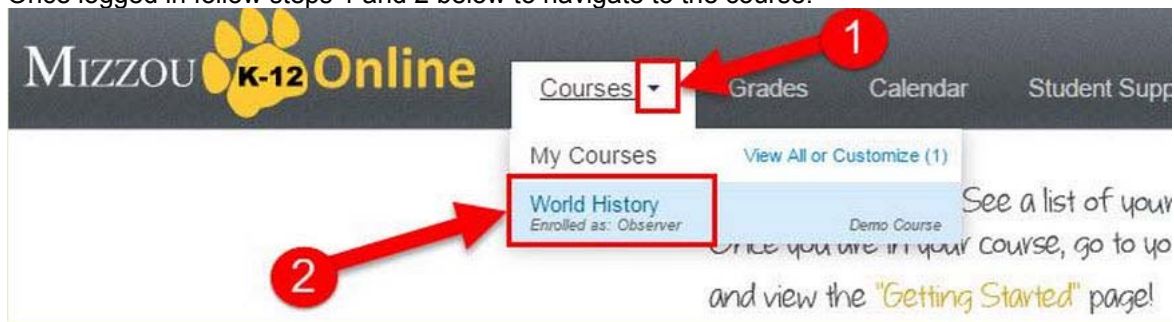 Once logged in follow steps 1 and 2 below to navigate to the course.
MIZZOU K-12 Online
1
Courses Grades Calendar Student Supp
My Courses View All or Customize (1)
World History
Enrolled as: Observer Demo Course
See a list of your
2
Once you are in your course, go to yo
and view the "Getting Started" page!